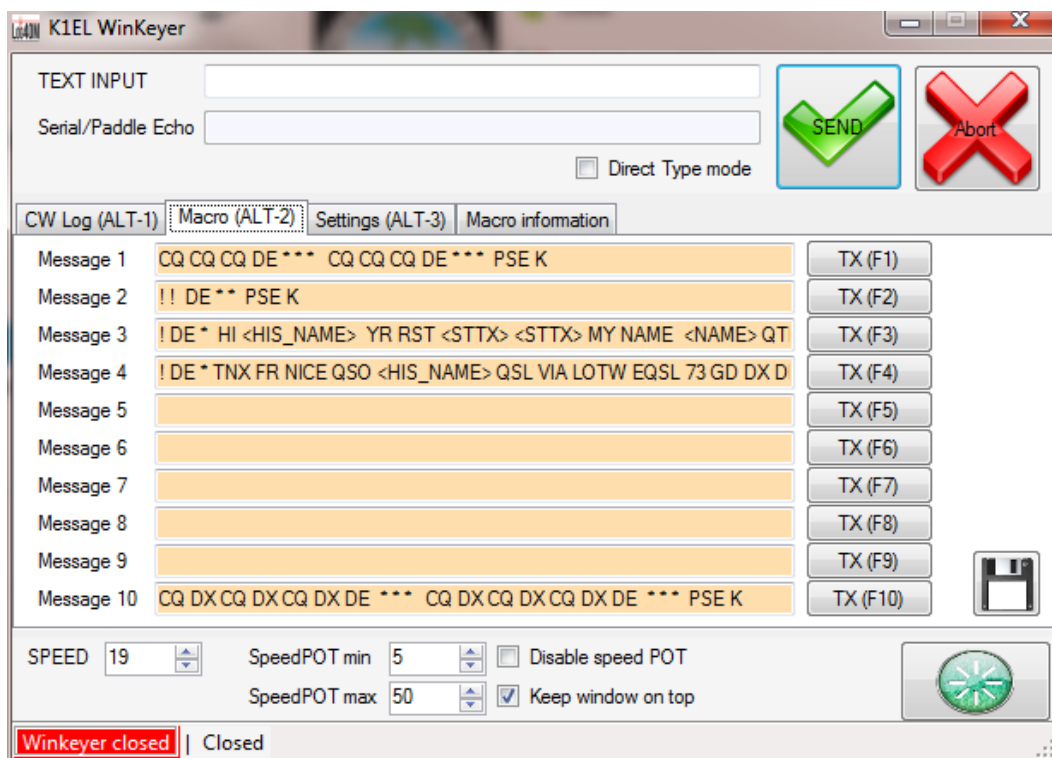 Log4OM K1EL WinKeyer
TEXT INPUT
SEND
Abort
Serial/Paddle Echo
Direct Type mode
CW Log (ALT-1) Macro (ALT-2) Settings (ALT-3) Macro information
Message 1 CQ CQ CQ DE * * * CQ CQ CQ DE * * * PSE K TX (F1)
Message 2 ! ! DE * * PSE K TX (F2)
Message 3 ! DE * HI <HIS_NAME> YR RST <STTX> <STTX> MY NAME <NAME> QT TX (F3)
Message 4 ! DE * TNX FR NICE QSO <HIS_NAME> QSL VIA LOTW EQSL 73 GD DX D TX (F4)
Message 5 TX (F5)
Message 6 TX (F6)
Message 7 TX (F7)
Message 8 TX (F8)
Message 9 TX (F9)
Message 10 CQ DX CQ DX CQ DX DE * * * CQ DX CQ DX CQ DX DE * * * PSE K TX (F10)
SPEED 19 SpeedPOT min 5 Disable speed POT
SpeedPOT max 50 Keep window on top
Winkeyer closed | Closed